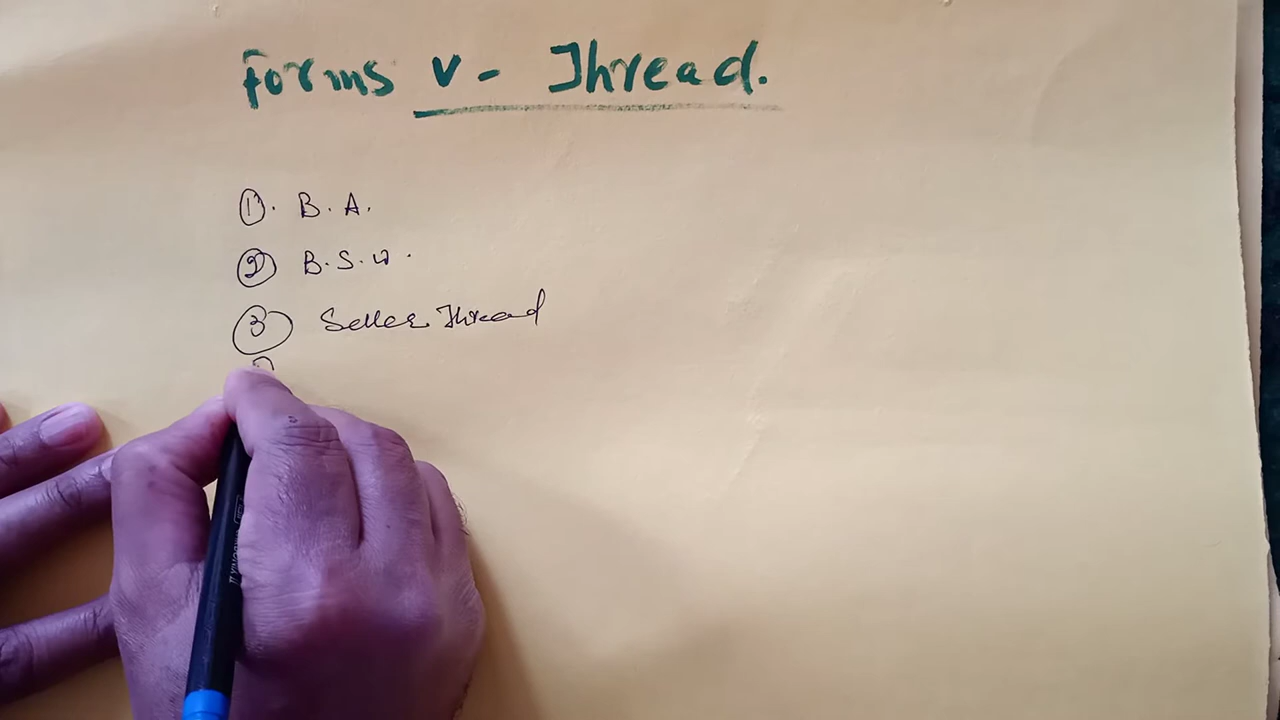 Forms V - Thread.
①. B. A.
② B. S. W.
③ Seller Thread